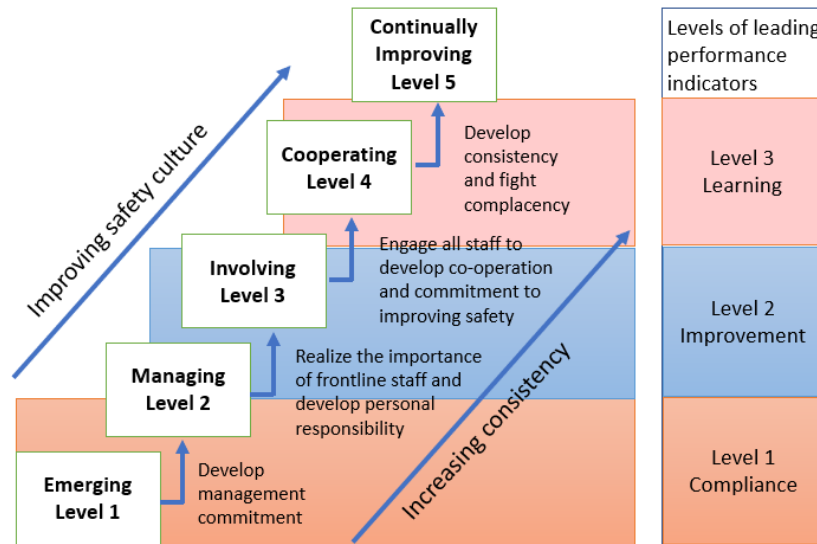 Continually
Improving
Level 5
Levels of leading
performance
indicators
Improving safety culture
Cooperating
Level 4
Develop
consistency
and fight
complacency
Level 3
Learning
Involving
Level 3
Engage all staff to
develop co-operation
and commitment to
improving safety
Level 2
Improvement
Managing
Level 2
Realize the importance
of frontline staff and
develop personal
responsibility
Increasing consistency
Emerging
Level 1
Develop
management
commitment
Level 1
Compliance